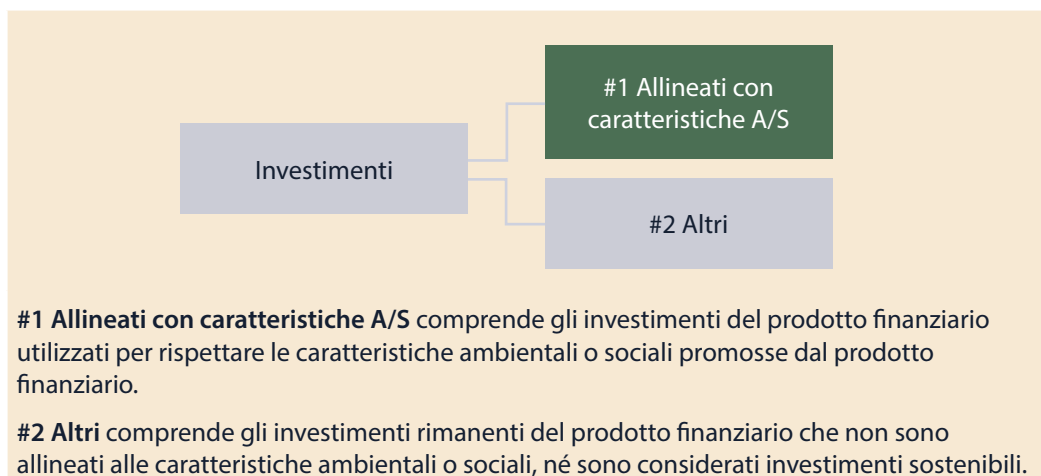 #1 Allineati con
caratteristiche A/S
Investimenti
#2 Altri
#1 Allineati con caratteristiche A/S comprende gli investimenti del prodotto finanziario
utilizzati per rispettare le caratteristiche ambientali o sociali promosse dal prodotto
finanziario.
#2 Altri comprende gli investimenti rimanenti del prodotto finanziario che non sono
allineati alle caratteristiche ambientali o sociali, né sono considerati investimenti sostenibili.